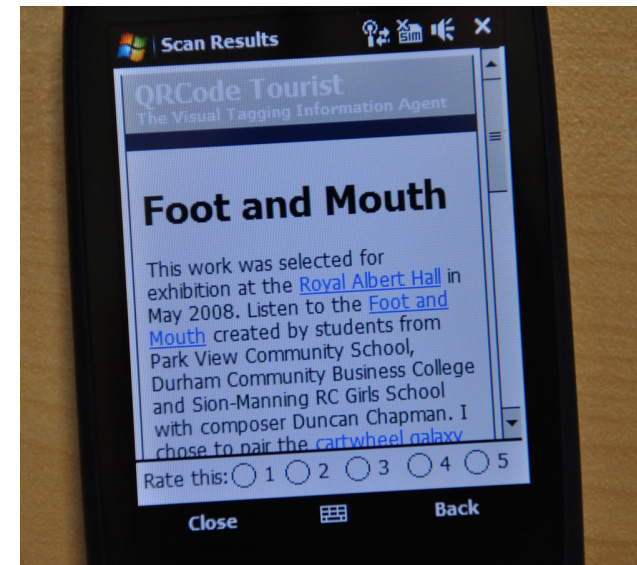 Scan Results
X
SIM
QRCode Tourist
The Visual Tagging Information Agent
Foot and Mouth
This work was selected for
exhibition at the Royal Albert Hall in
May 2008. Listen to the Foot and
Mouth created by students from
Park View Community School,
Durham Community Business College
and Sion-Manning RC Girls School
with composer Duncan Chapman. I
chose to pair the cartwheel galaxy
Rate this: 1 2 3 4 5
Close Back